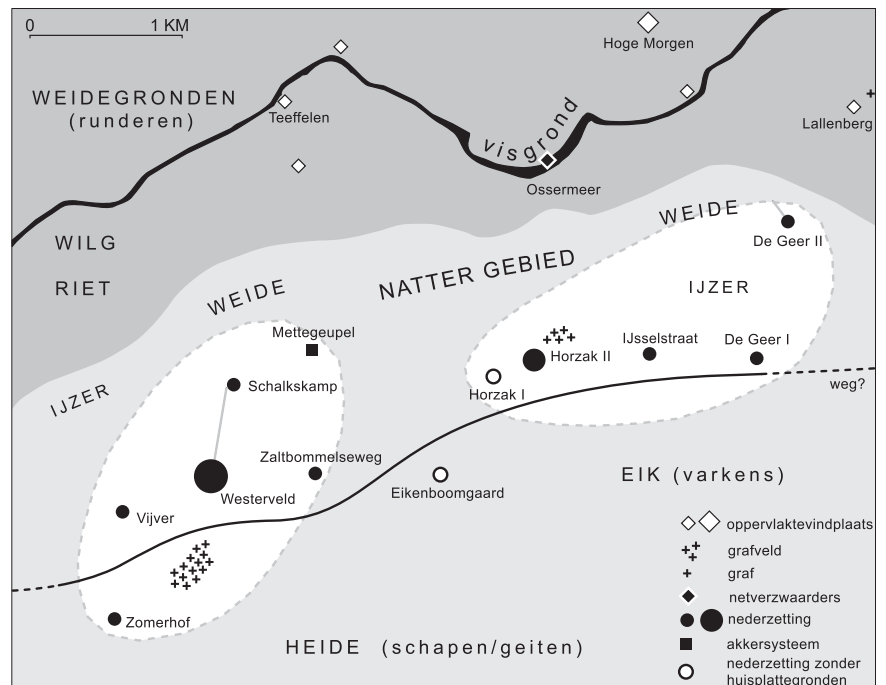 0 1 KM
Hoge Morgen
WEIDEGRONDEN
(runderen)
Teeffelen
Lallenberg
visgrond
Ossermeer
WILG
WEIDE
De Geer II
NATTER GEBIED
RIET
IJZER
WEIDE
Mettegeupel
IJsselstraat
De Geer I
Horzak II
Schalkskamp
Horzak I
weg?
IJZER
Zaltbommelseweg
EIK (varkens)
Westerveld
Eikenboomgaard
Vijver
Zomerhof
HEIDE (schapen/geiten)
oppervlaktevindplaats
grafveld
graf
netverzwaarders
nederzetting
akkersysteem
nederzetting zonder
huisplattegronden